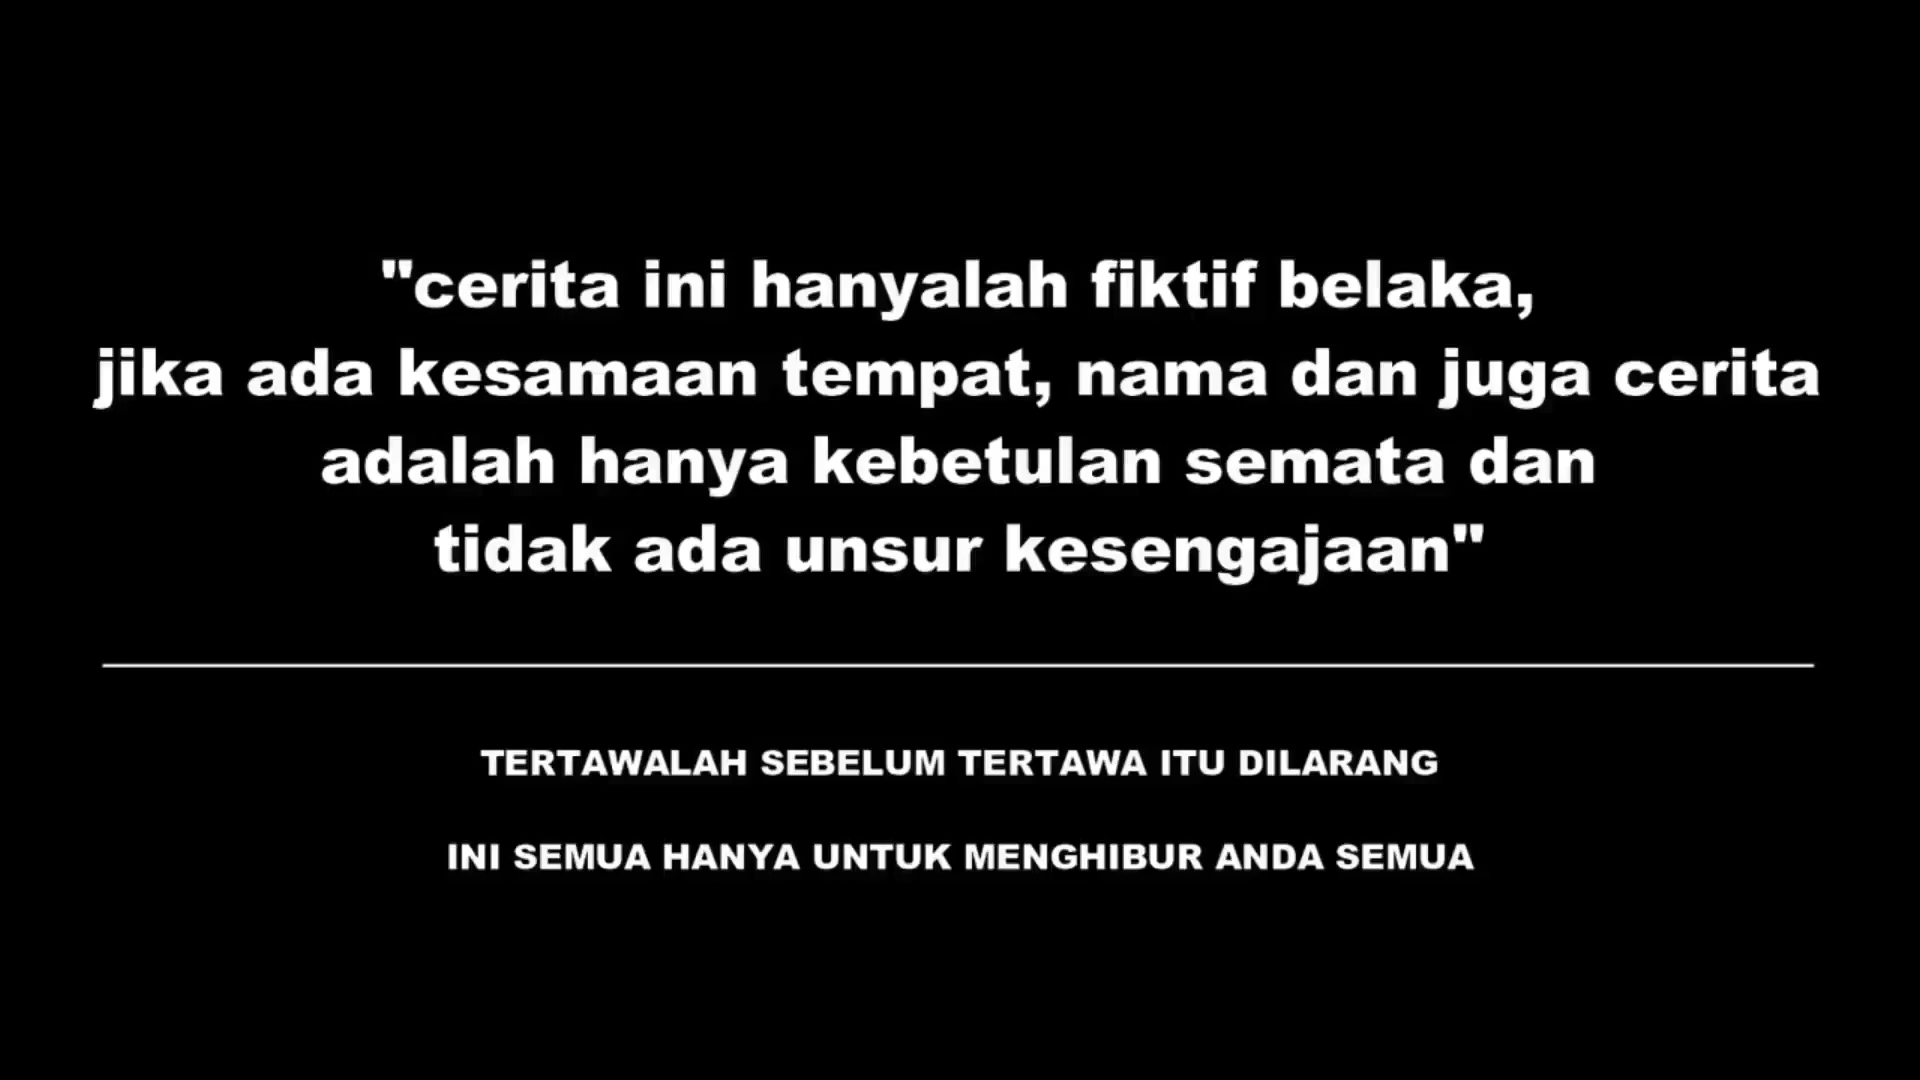 "cerita ini hanyalah fiktif belaka,
jika ada kesamaan tempat, nama dan juga cerita
adalah hanya kebetulan semata dan
tidak ada unsur kesengajaan"
TERTAWALAH SEBELUM TERTAWA ITU DILARANG
INI SEMUA HANYA UNTUK MENGHIBUR ANDA SEMUA